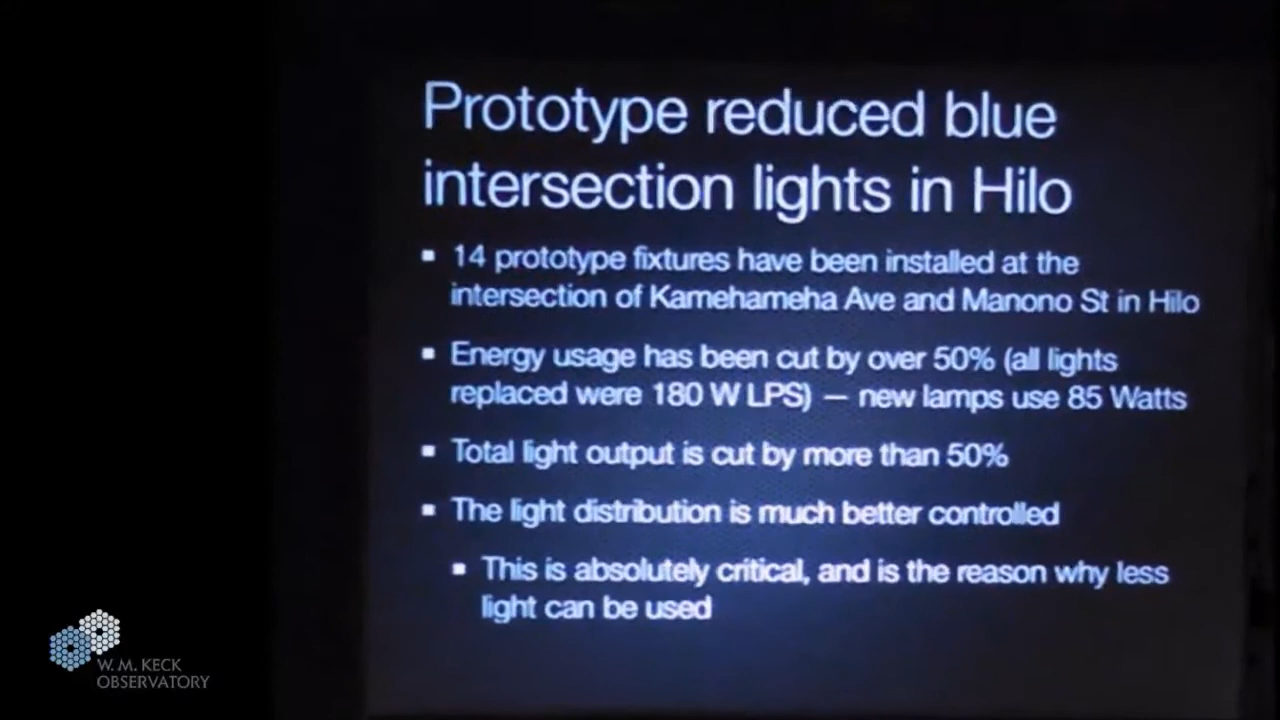 Prototype reduced blue
intersection lights in Hilo
▪ 14 prototype fixtures have been installed at the
intersection of Kamehameha Ave and Manono St in Hilo
▪ Energy usage has been cut by over 50% (all lights
replaced were 180 W LPS) — new lamps use 85 Watts
▪ Total light output is cut by more than 50%
▪ The light distribution is much better controlled
▪ This is absolutely critical, and is the reason why less
light can be used
W. M. KECK
OBSERVATORY